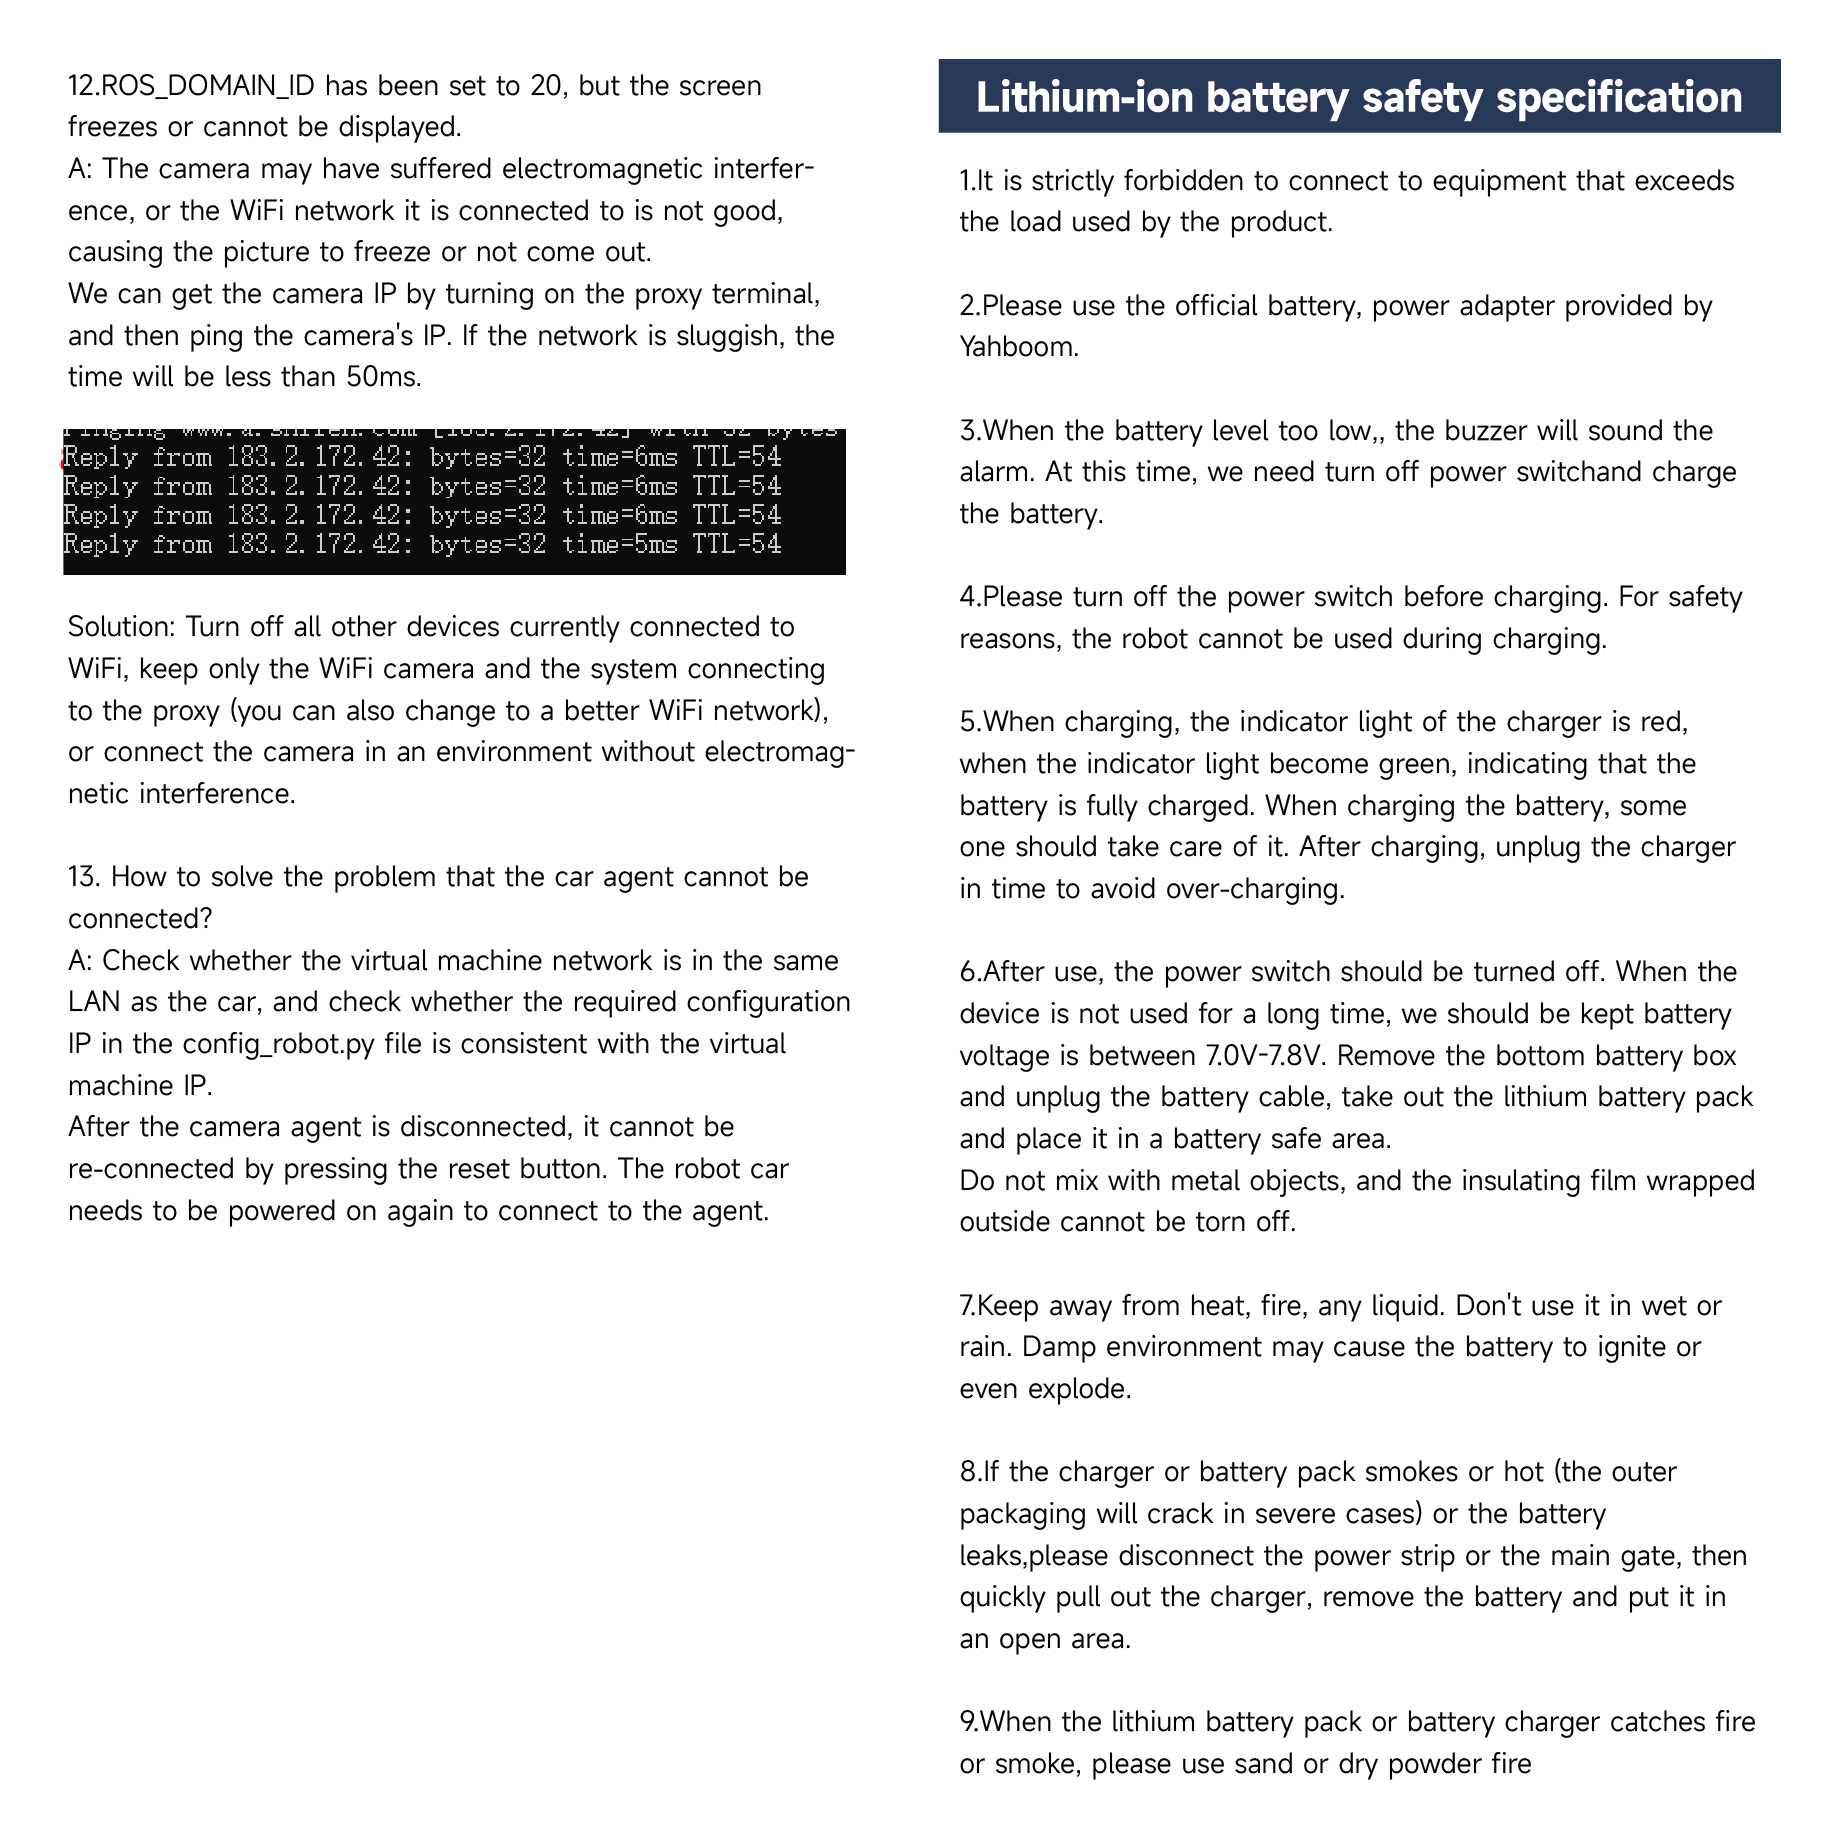 12.ROS_DOMAIN_ID has been set to 20, but the screen
freezes or cannot be displayed.
A: The camera may have suffered electromagnetic interfer-
ence, or the WiFi network it is connected to is not good,
causing the picture to freeze or not come out.
We can get the camera IP by turning on the proxy terminal,
and then ping the camera's IP. If the network is sluggish, the
time will be less than 50ms.
Reply from 183.2.172.42: bytes=32 time=6ms TTL=54
Reply from 183.2.172.42: bytes=32 time=6ms TTL=54
Reply from 183.2.172.42: bytes=32 time=6ms TTL=54
Reply from 183.2.172.42: bytes=32 time=5ms TTL=54
Solution: Turn off all other devices currently connected to
WiFi, keep only the WiFi camera and the system connecting
to the proxy (you can also change to a better WiFi network),
or connect the camera in an environment without electromag-
netic interference.
13. How to solve the problem that the car agent cannot be
connected?
A: Check whether the virtual machine network is in the same
LAN as the car, and check whether the required configuration
IP in the config_robot.py file is consistent with the virtual
machine IP.
After the camera agent is disconnected, it cannot be
re-connected by pressing the reset button. The robot car
needs to be powered on again to connect to the agent.
Lithium-ion battery safety specification
1.It is strictly forbidden to connect to equipment that exceeds
the load used by the product.
2.Please use the official battery, power adapter provided by
Yahboom.
3.When the battery level too low,, the buzzer will sound the
alarm. At this time, we need turn off power switchand charge
the battery.
4.Please turn off the power switch before charging. For safety
reasons, the robot cannot be used during charging.
5.When charging, the indicator light of the charger is red,
when the indicator light become green, indicating that the
battery is fully charged. When charging the battery, some
one should take care of it. After charging, unplug the charger
in time to avoid over-charging.
6.After use, the power switch should be turned off. When the
device is not used for a long time, we should be kept battery
voltage is between 7.0V-7.8V. Remove the bottom battery box
and unplug the battery cable, take out the lithium battery pack
and place it in a battery safe area.
Do not mix with metal objects, and the insulating film wrapped
outside cannot be torn off.
7.Keep away from heat, fire, any liquid. Don't use it in wet or
rain. Damp environment may cause the battery to ignite or
even explode.
8.If the charger or battery pack smokes or hot (the outer
packaging will crack in severe cases) or the battery
leaks,please disconnect the power strip or the main gate, then
quickly pull out the charger, remove the battery and put it in
an open area.
9.When the lithium battery pack or battery charger catches fire
or smoke, please use sand or dry powder fire